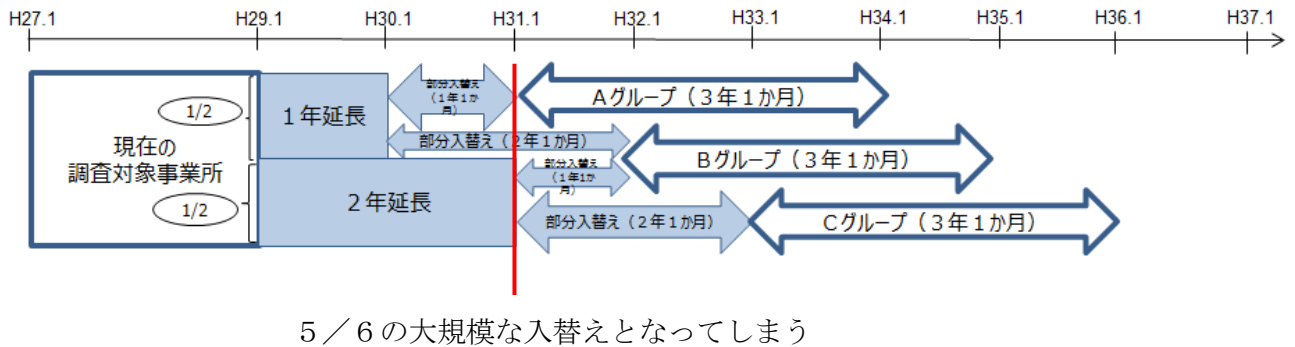 H27.1 H29.1 H30.1 H31.1 H32.1 H33.1 H34.1 H35.1 H36.1 H37.1
1/2
現在の
調査対象事業所
1/2
1年延長
2年延長
部分入替え
(1年1か
月)
部分入替え(2年1か月)
部分入替え
(1年1か
月)
部分入替え(2年1か月)
Aグループ(3年1か月)
Bグループ(3年1か月)
Cグループ(3年1か月)
5/6の大規模な入替えとなってしまう